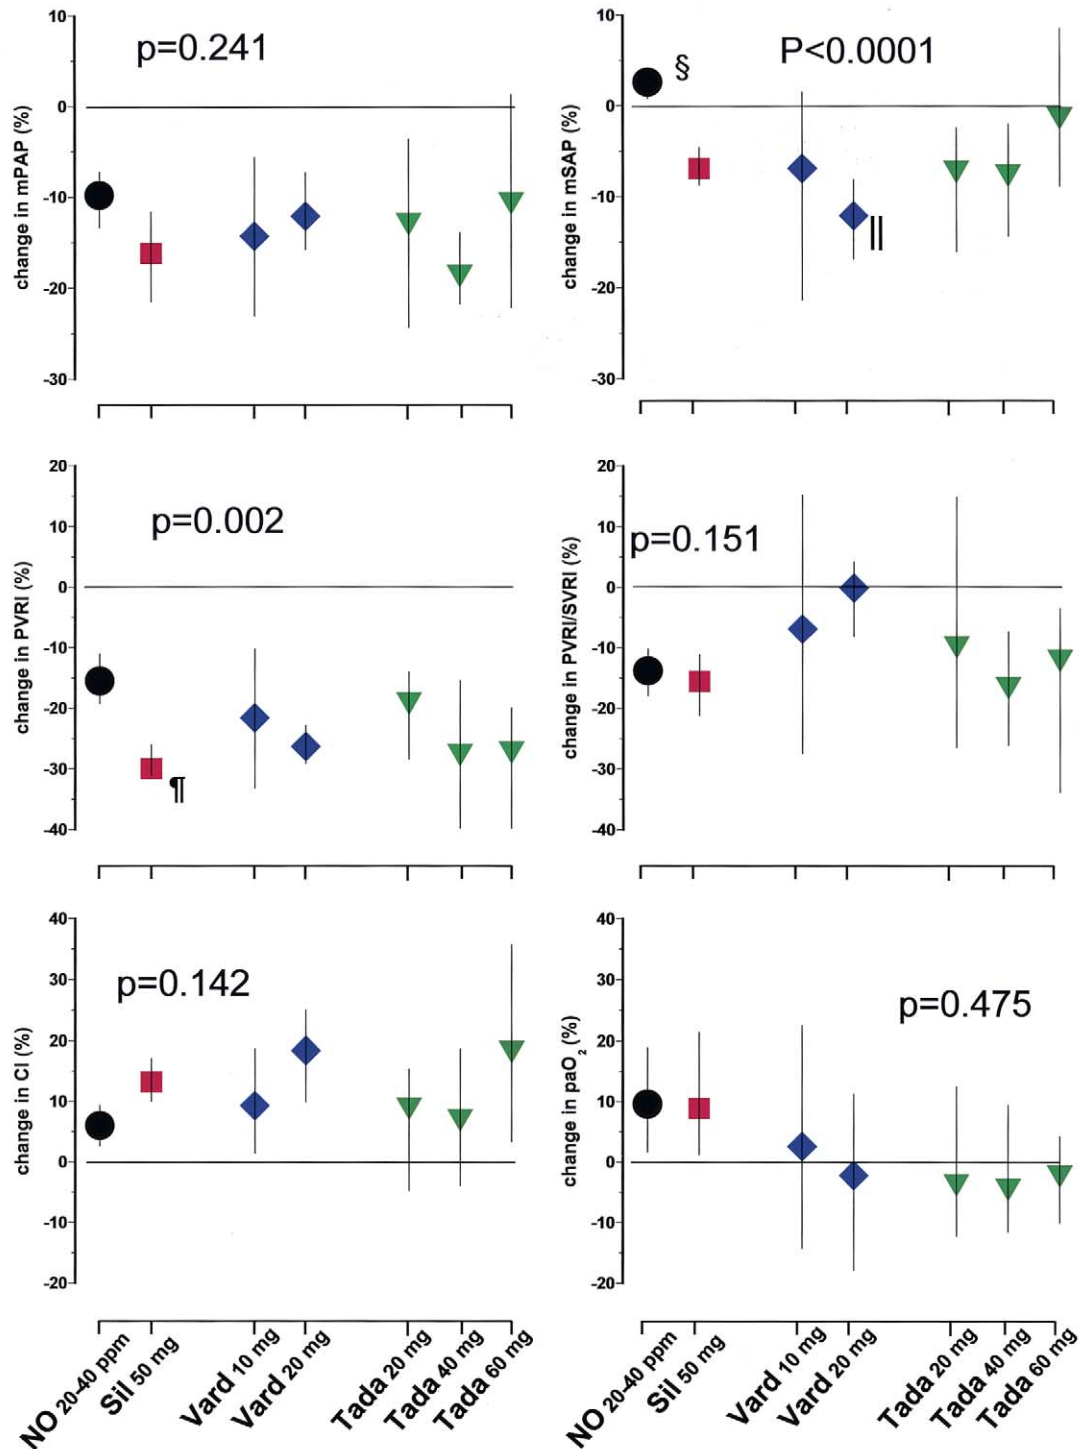 10
0
-10
-20
-30
change in mPAP (%)
p=0.241
10
0
-10
-20
-30
change in mSAP (%)
P<0.0001
§
||
20
10
0
-10
-20
-30
-40
change in PVRI (%)
p=0.002
¶
20
10
0
-10
-20
-30
-40
change in PVRI/SVRI (%)
p=0.151
40
30
20
10
0
-10
-20
change in CI (%)
p=0.142
40
30
20
10
0
-10
-20
change in paO2 (%)
p=0.475
NO 20-40 ppm
Sil 50 mg
Vard 10 mg
Vard 20 mg
Tada 20 mg
Tada 40 mg
Tada 60 mg
NO 20-40 ppm
Sil 50 mg
Vard 10 mg
Vard 20 mg
Tada 20 mg
Tada 40 mg
Tada 60 mg